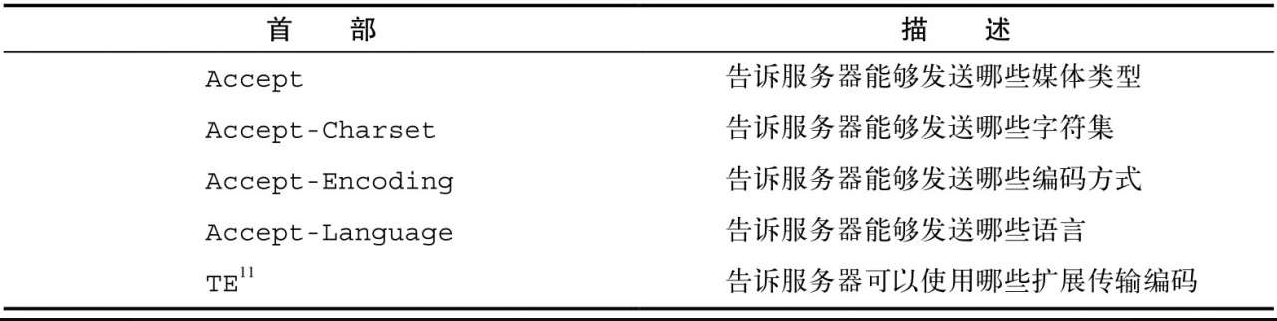 首 部 描 述
Accept 告诉服务器能够发送哪些媒体类型
Accept-Charset 告诉服务器能够发送哪些字符集
Accept-Encoding 告诉服务器能够发送哪些编码方式
Accept-Language 告诉服务器能够发送哪些语言
TE11 告诉服务器可以使用哪些扩展传输编码